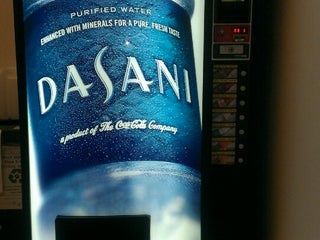 PURIFIED WATER
ENHANCED WITH MINERALS FOR A PURE, FRESH TASTE
DASANI
a product of The Coca-Cola Company